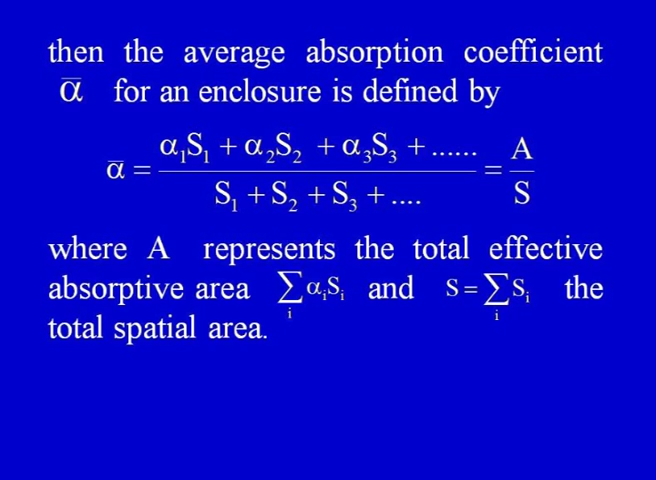 then the average absorption coefficient
ᾱ for an enclosure is defined by
ᾱ = (α₁S₁ + α₂S₂ + α₃S₃ + ......) / (S₁ + S₂ + S₃ + ....) = A / S
where A represents the total effective
absorptive area ∑ᵢ αᵢSᵢ and S = ∑ᵢ Sᵢ the
total spatial area.